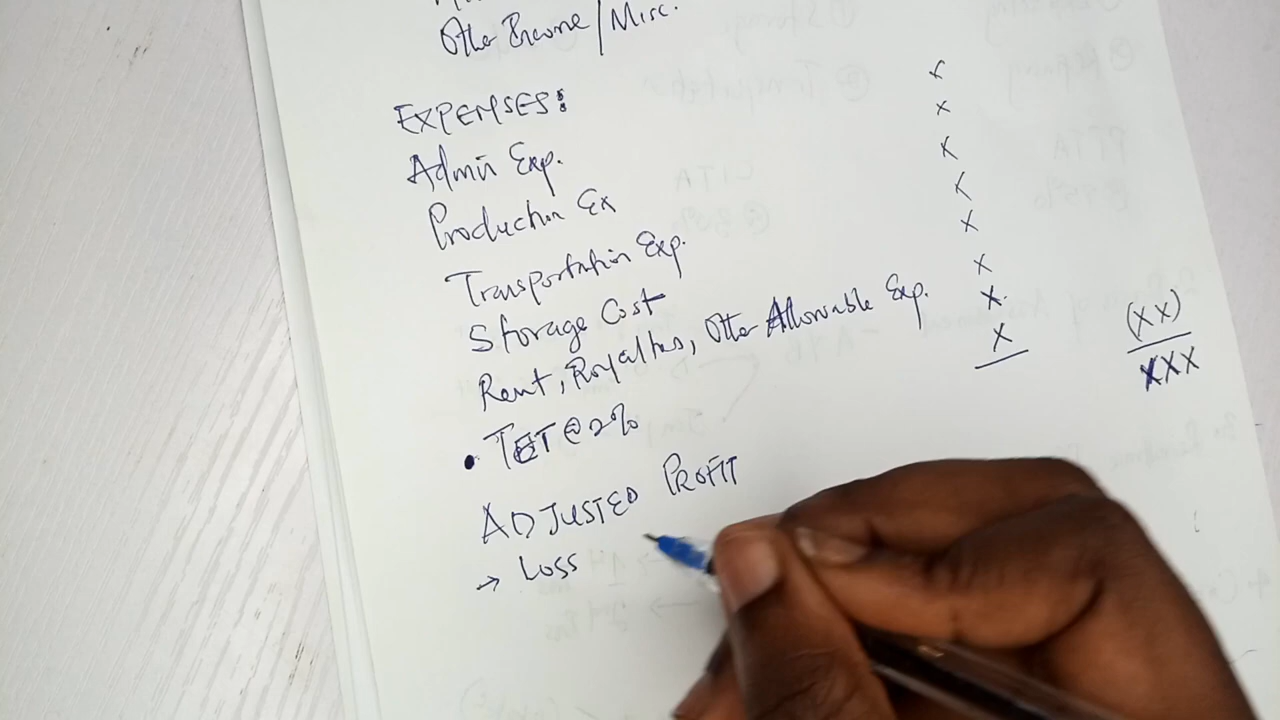 Other Income/Misc.
EXPENSES:
Admin Exp.
Production Ex
Transportation Exp.
Storage Cost
Rent, Royalties, Other Allowable Exp.
• TET @ 2%
ADJUSTED PROFIT
→ Loss
x
x
x
x
x
x
x
x
(xx)
xxx